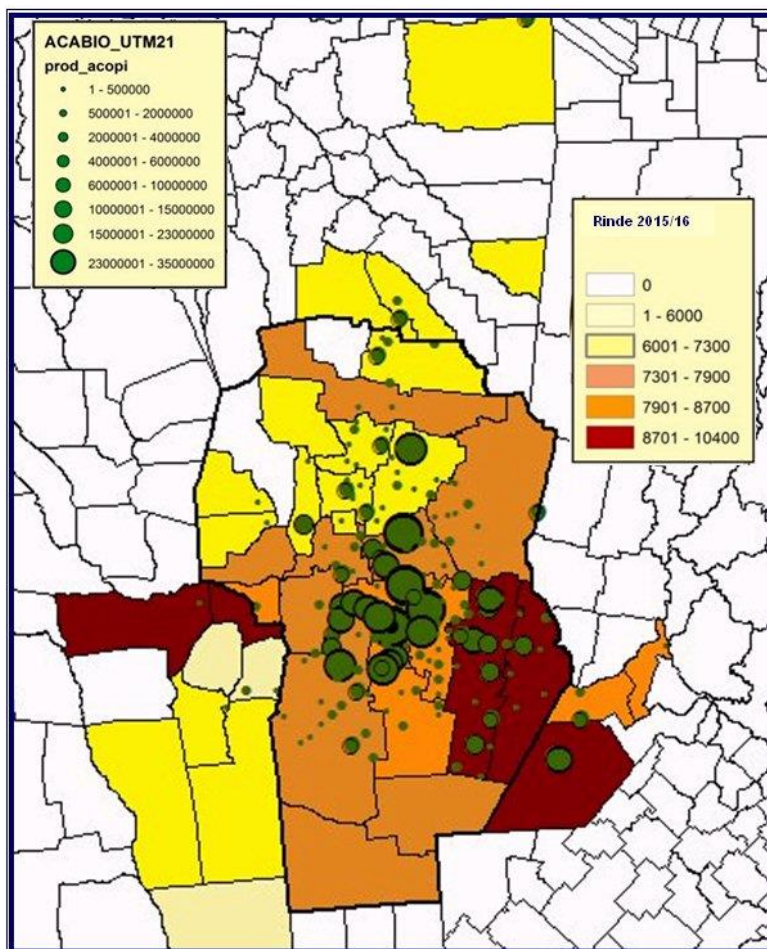 ACABIO_UTM21
prod_acopi
1 - 500000
500001 - 2000000
2000001 - 4000000
4000001 - 6000000
6000001 - 10000000
10000001 - 15000000
15000001 - 23000000
23000001 - 35000000
Rinde 2015/16
0
1 - 6000
6001 - 7300
7301 - 7900
7901 - 8700
8701 - 10400